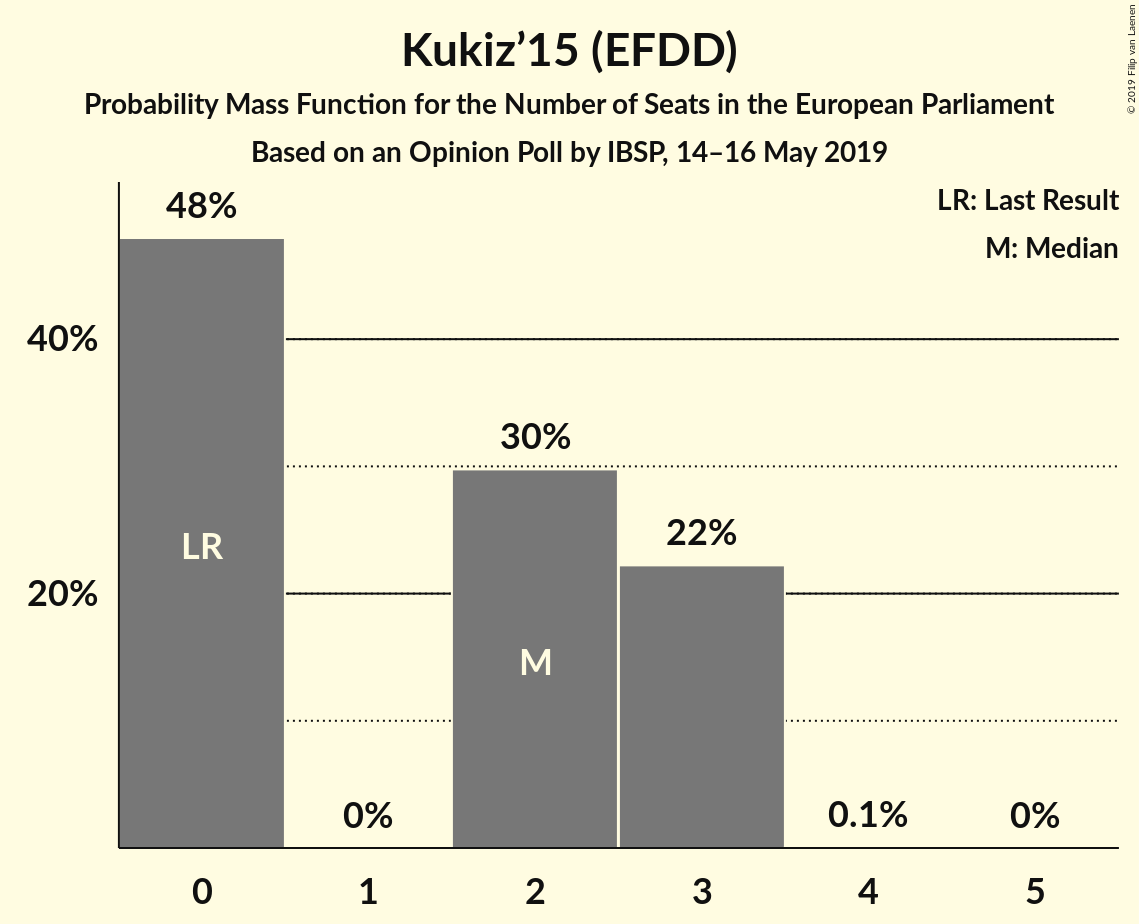 Kukiz’15 (EFDD)
Probability Mass Function for the Number of Seats in the European Parliament
Based on an Opinion Poll by IBSP, 14–16 May 2019
© 2019 Filip van Laenen
LR: Last Result
M: Median
48%
40%
30%
22%
20%
LR
M
0%
0.1%
0%
0 1 2 3 4 5